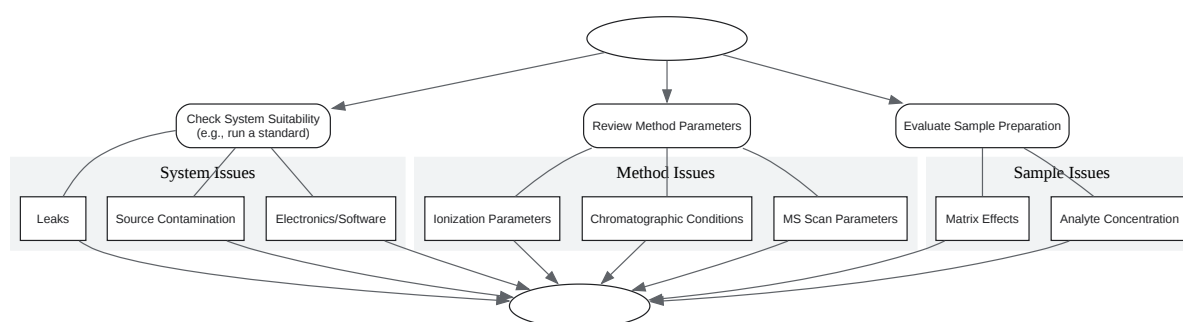 Check System Suitability
(e.g., run a standard)
Review Method Parameters
Evaluate Sample Preparation
System Issues
Method Issues
Sample Issues
Leaks
Source Contamination
Electronics/Software
Ionization Parameters
Chromatographic Conditions
MS Scan Parameters
Matrix Effects
Analyte Concentration